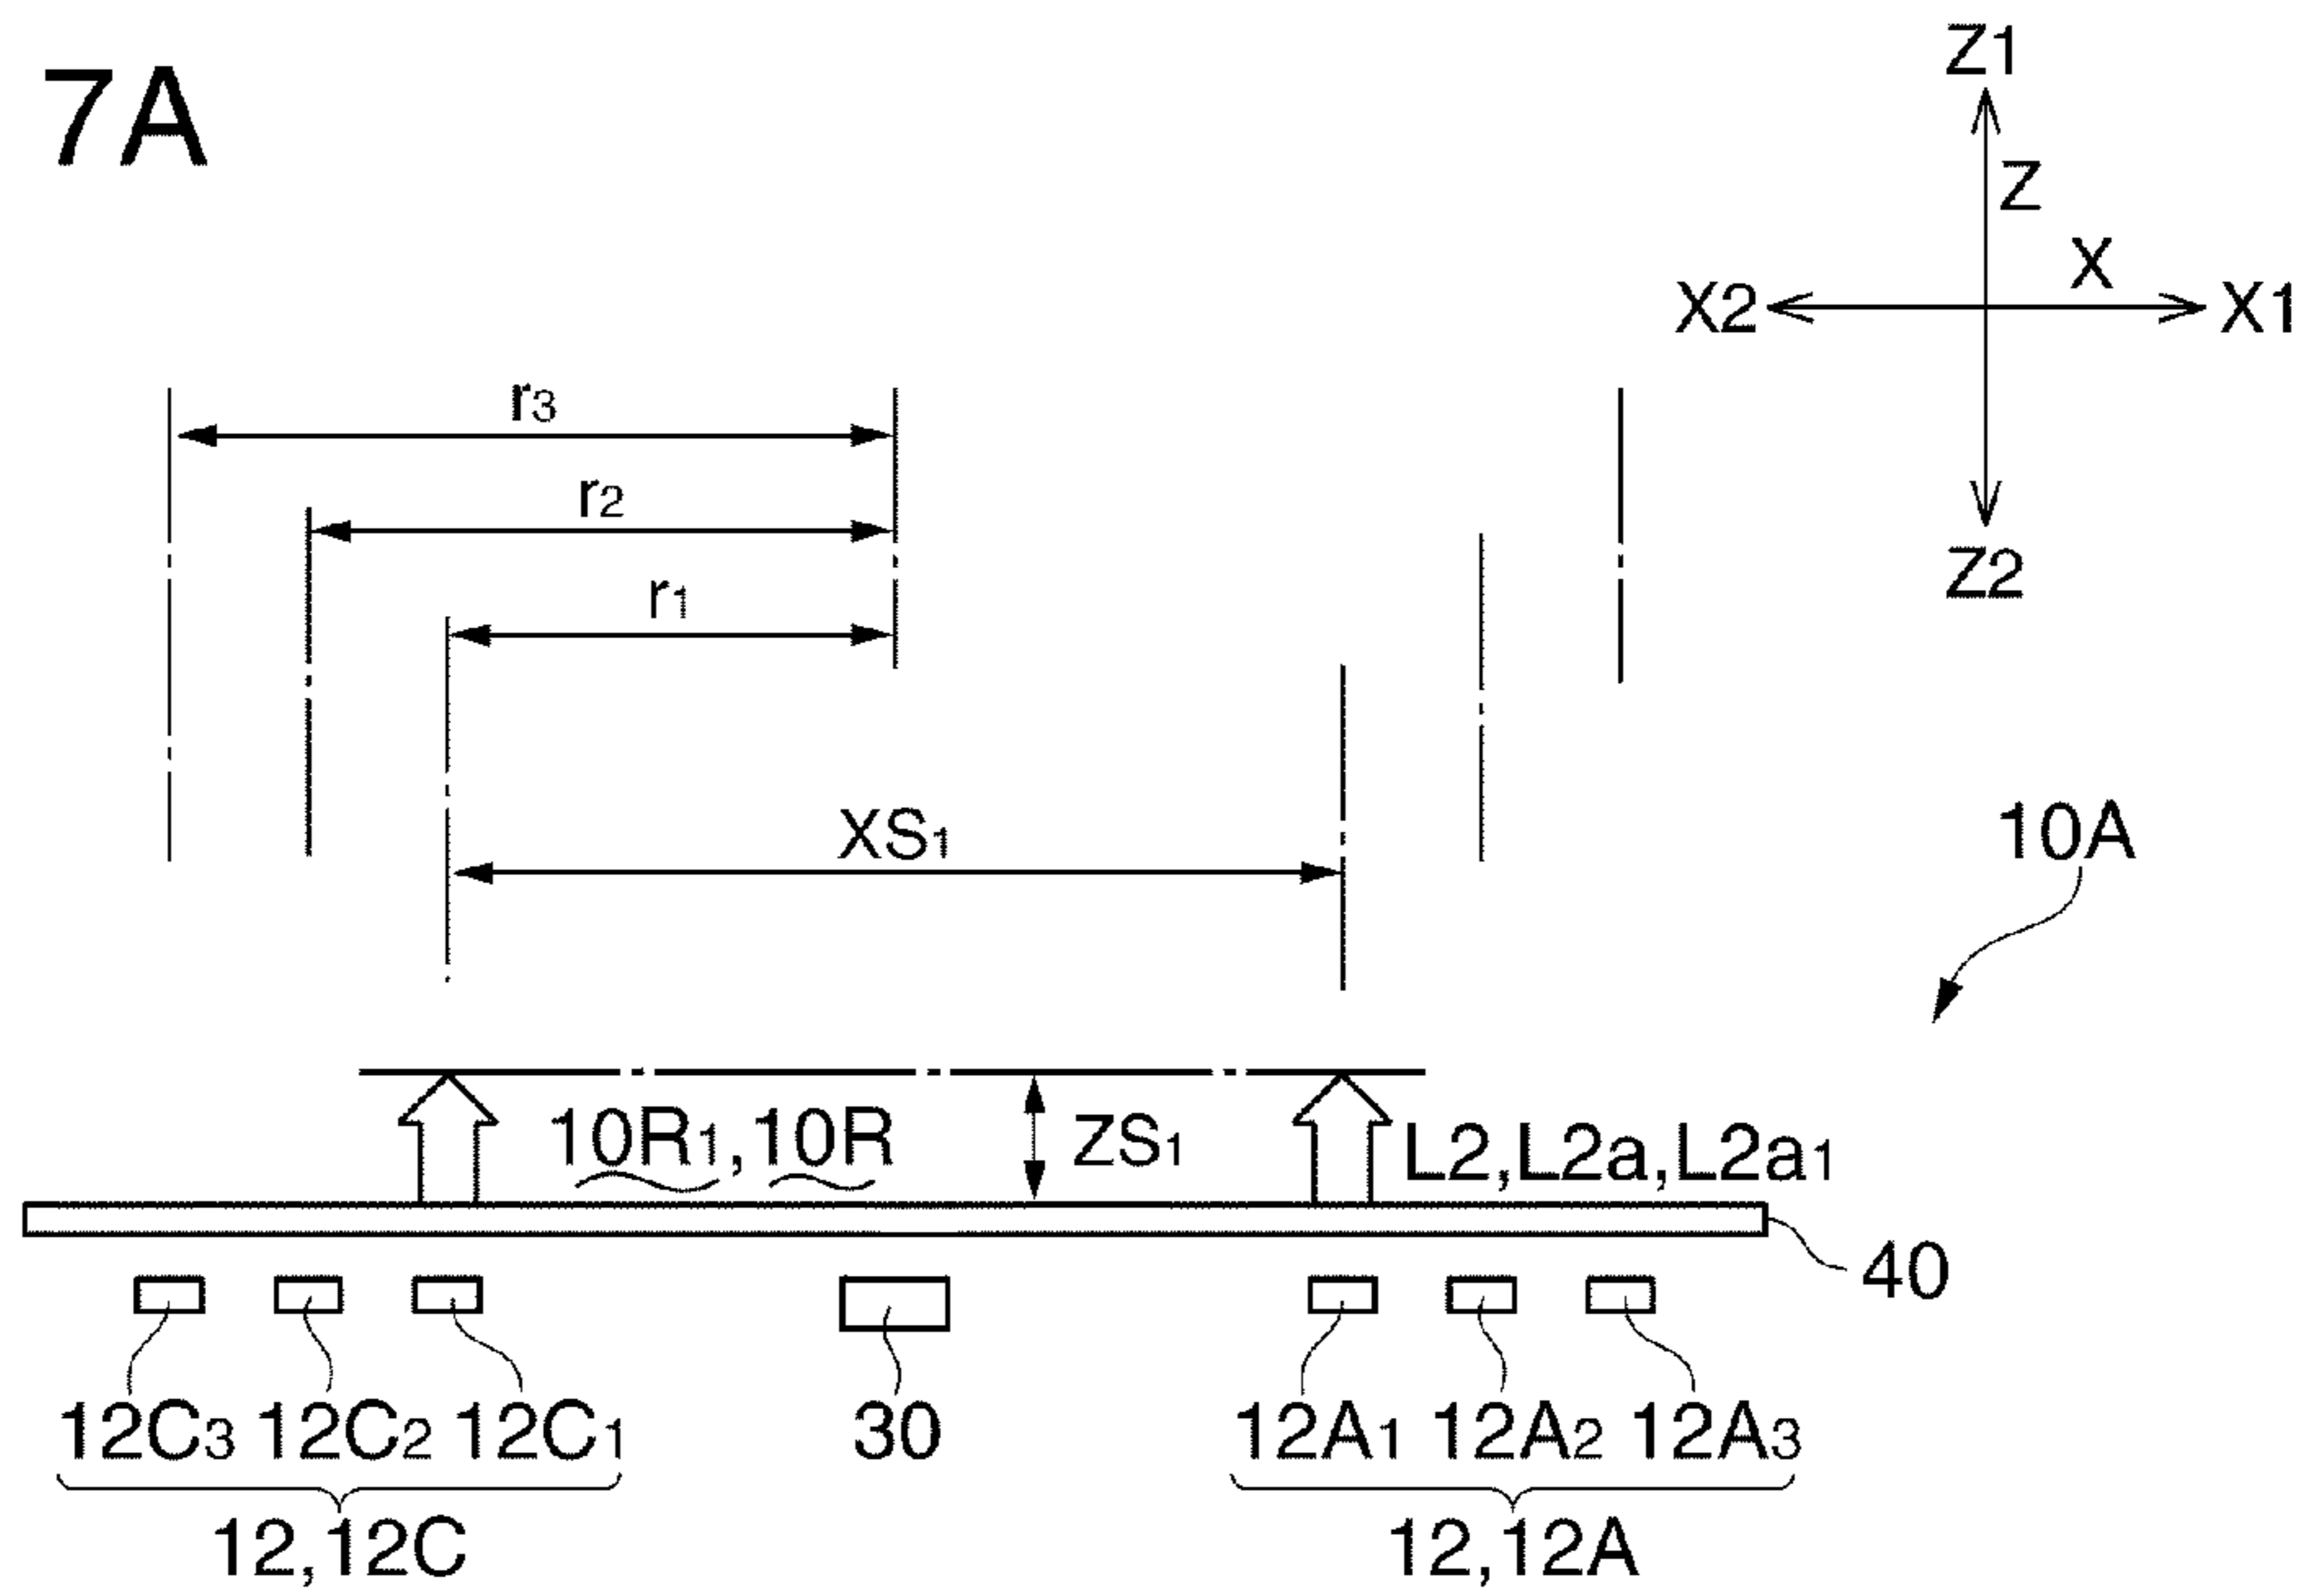 7A
Z1
Z
X
X2
X1
Z2
r3
r2
r1
XS1
10A
10R1,10R
ZS1
L2,L2a,L2a1
40
12C3 12C2 12C1
30
12A1 12A2 12A3
12,12C
12,12A